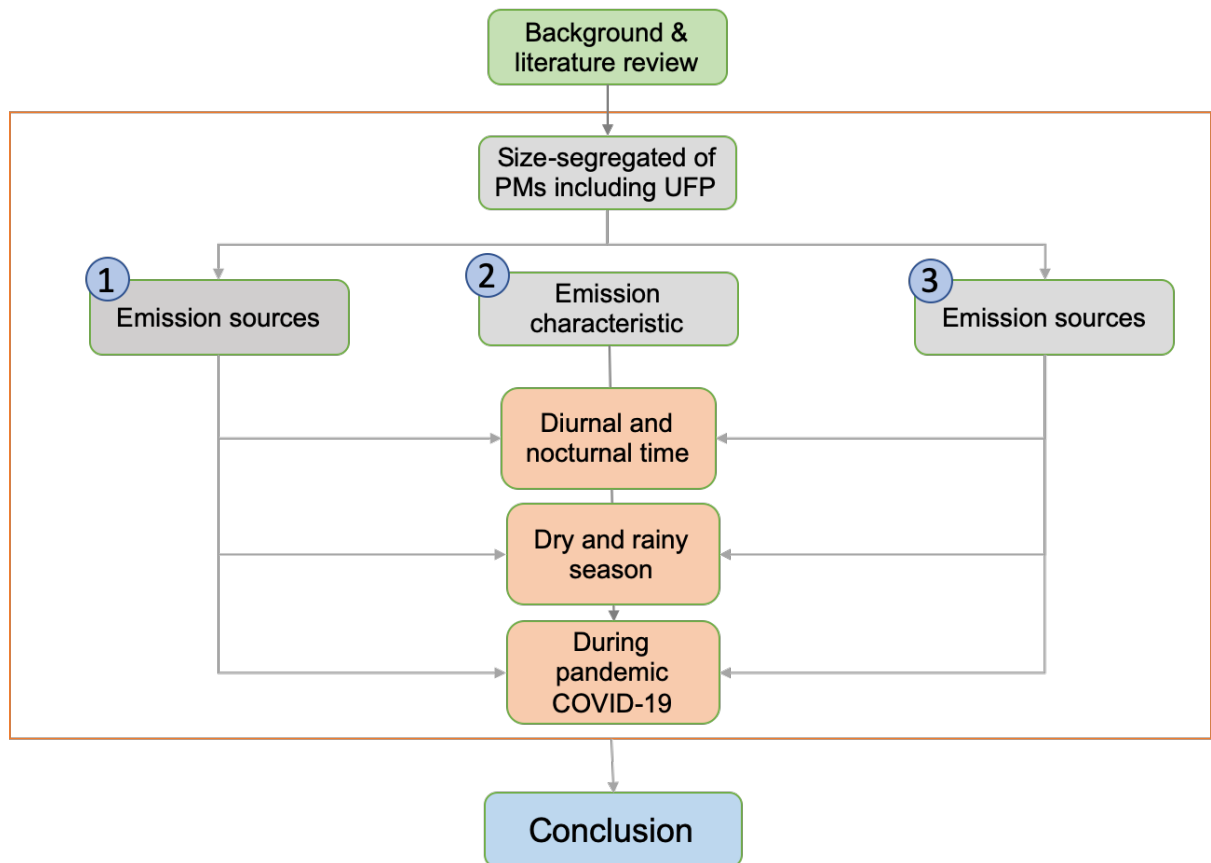 Background &
literature review
Size-segregated of
PMs including UFP
1
Emission sources
2
Emission
characteristic
3
Emission sources
Diurnal and
nocturnal time
Dry and rainy
season
During
pandemic
COVID-19
Conclusion